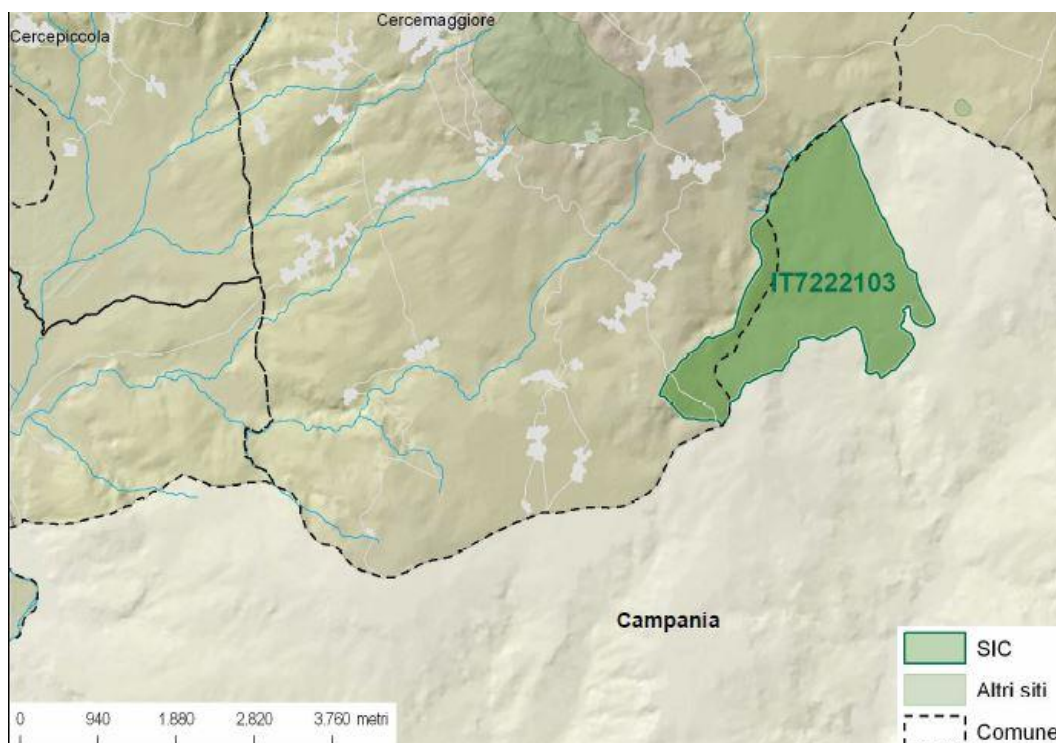 Cercemaggiore
Cercepiccola
IT7222103
Campania
SIC
Altri siti
Comune
0 940 1.880 2.820 3.760 metri